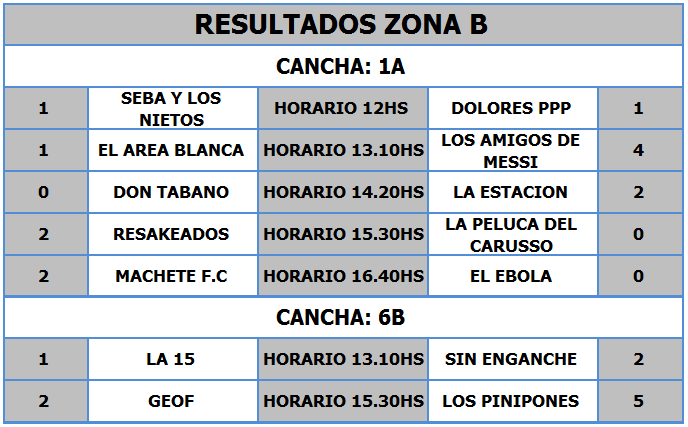 RESULTADOS ZONA B
CANCHA: 1A
1 SEBA Y LOS NIETOS HORARIO 12HS DOLORES PPP 1
1 EL AREA BLANCA HORARIO 13.10HS LOS AMIGOS DE MESSI 4
0 DON TABANO HORARIO 14.20HS LA ESTACION 2
2 RESAKEADOS HORARIO 15.30HS LA PELUCA DEL CARUSSO 0
2 MACHETE F.C HORARIO 16.40HS EL EBOLA 0
CANCHA: 6B
1 LA 15 HORARIO 13.10HS SIN ENGANCHE 2
2 GEOF HORARIO 15.30HS LOS PINIPONES 5